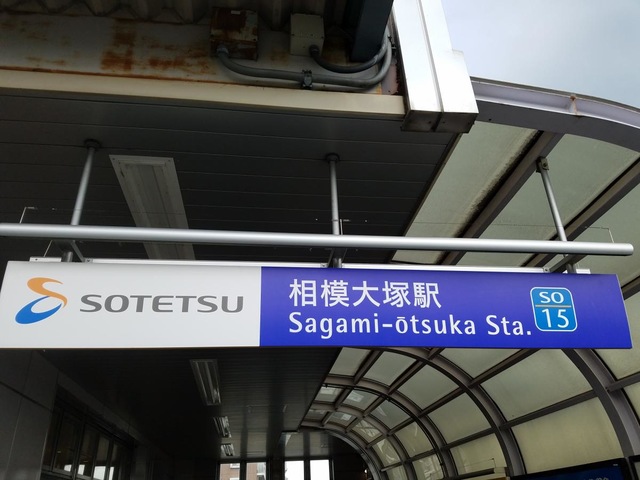 SOTETSU
相模大塚駅
Sagami-ōtsuka Sta.
SO
15